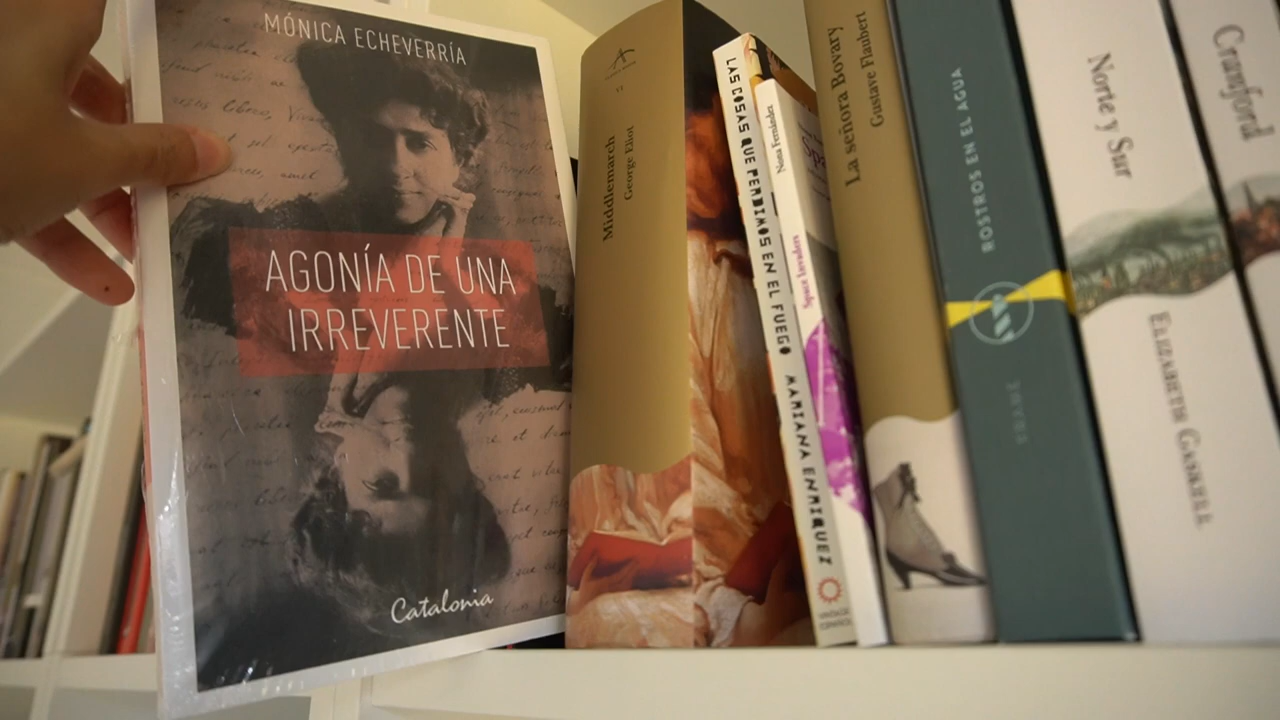 MÓNICA ECHEVERRÍA
AGONÍA DE UNA
IRREVERENTE
Catalonia
Middlemarch
George Eliot
LAS COSAS QUE PERDIMOS EN EL FUEGO
MARIANA ENRIQUEZ
Nona Fernández
Space Invaders
La señora Bovary
Gustave Flaubert
ROSTROS EN EL AGUA
Norte y Sur
ELIZABETH GASKELL
Cranford